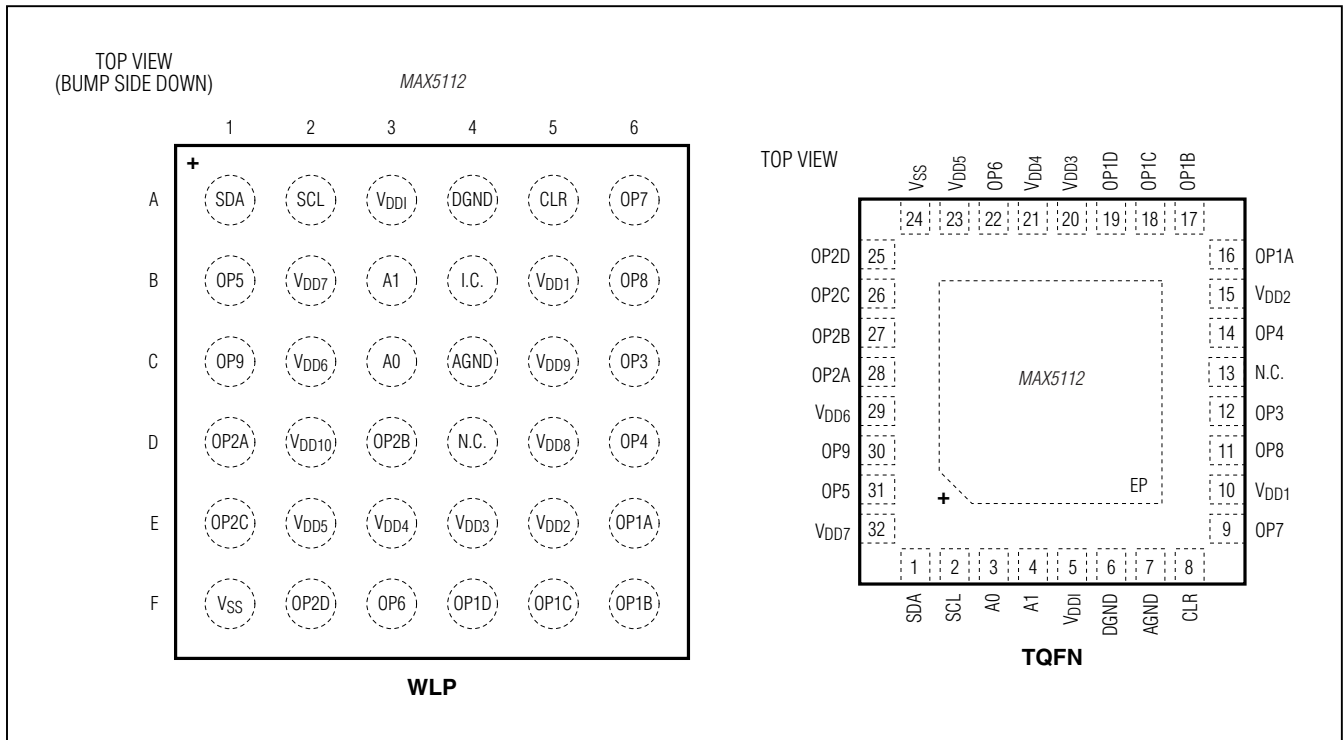 TOP VIEW
(BUMP SIDE DOWN)
MAX5112
1 2 3 4 5 6
+
A SDA SCL VDDI DGND CLR OP7
B OP5 VDD7 A1 I.C. VDD1 OP8
C OP9 VDD6 A0 AGND VDD9 OP3
D OP2A VDD10 OP2B N.C. VDD8 OP4
E OP2C VDD5 VDD4 VDD3 VDD2 OP1A
F VSS OP2D OP6 OP1D OP1C OP1B
WLP
TOP VIEW
VSS VDD5 OP6 VDD4 VDD3 OP1D OP1C OP1B
24 23 22 21 20 19 18 17
OP2D 25 16 OP1A
OP2C 26 15 VDD2
OP2B 27 14 OP4
OP2A 28 MAX5112 13 N.C.
VDD6 29 12 OP3
OP9 30 11 OP8
OP5 31 + EP 10 VDD1
VDD7 32 9 OP7
1 2 3 4 5 6 7 8
SDA SCL A0 A1 VDDI DGND AGND CLR
TQFN